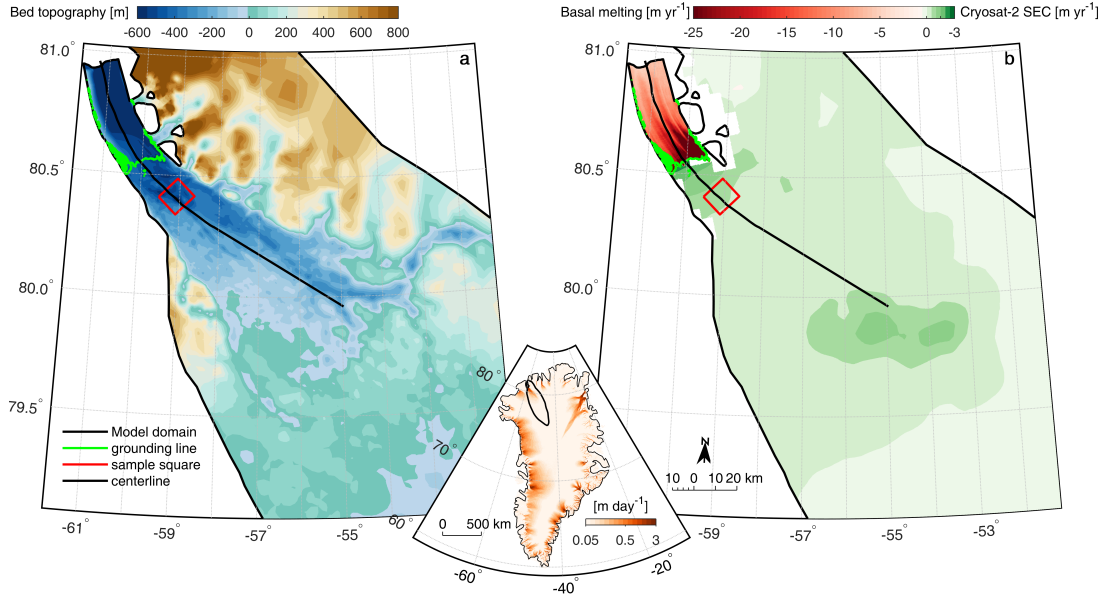 Bed topography [m]
-600 -400 -200 0 200 400 600 800
Basal melting [m yr-1]
Cryosat-2 SEC [m yr-1]
-25 -20 -15 -10 -5 0 -3
a
b
81.0°
80.5°
80.0°
79.5°
81.0°
80.5°
80.0°
Model domain
grounding line
sample square
centerline
-61° -59° -57° -55°
80°
70°
60°
0 500 km
[m day-1]
0.05 0.5 3
-60° -40° -20°
N
10 0 10 20 km
-59° -57° -55° -53°